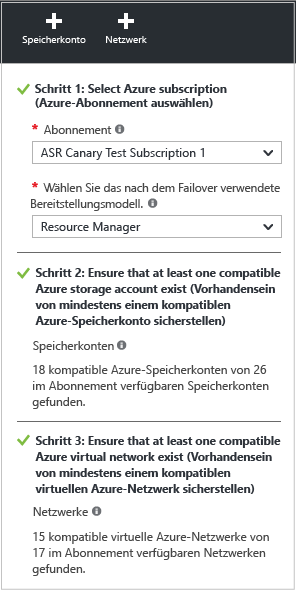 Speicherkonto Netzwerk
Schritt 1: Select Azure subscription
(Azure-Abonnement auswählen)
* Abonnement
ASR Canary Test Subscription 1
* Wählen Sie das nach dem Failover verwendete
Bereitstellungsmodell.
Resource Manager
Schritt 2: Ensure that at least one compatible
Azure storage account exist (Vorhandensein
von mindestens einem kompatiblen
Azure-Speicherkonto sicherstellen)
Speicherkonten
18 kompatible Azure-Speicherkonten von 26
im Abonnement verfügbaren Speicherkonten
gefunden.
Schritt 3: Ensure that at least one compatible
Azure virtual network exist (Vorhandensein
von mindestens einem kompatiblen
virtuellen Azure-Netzwerk sicherstellen)
Netzwerke
15 kompatible virtuelle Azure-Netzwerke von
17 im Abonnement verfügbaren Netzwerken
gefunden.